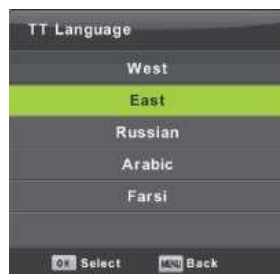 TT Language
West
East
Russian
Arabic
Farsi
OK Select MENU Back